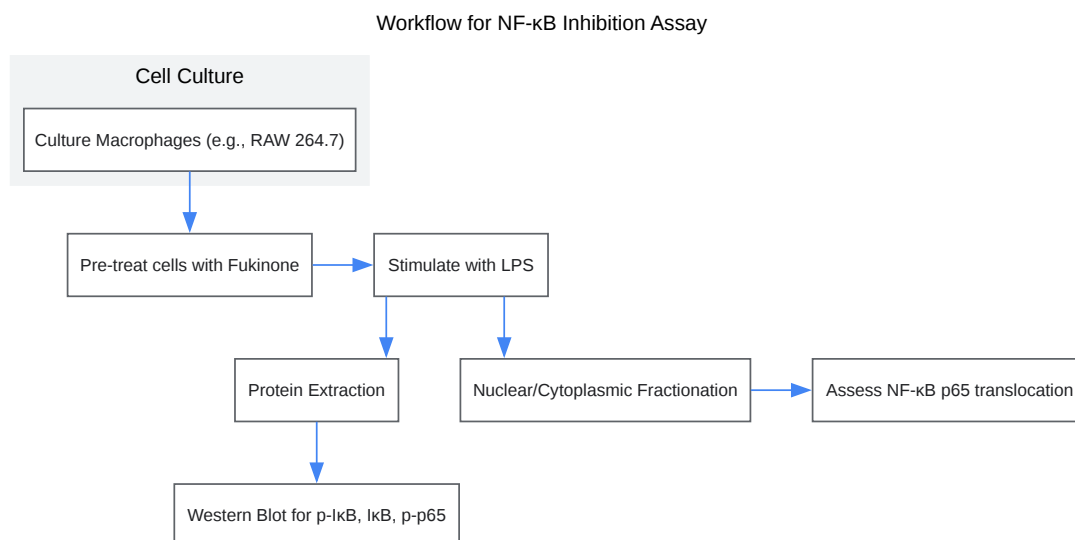 Workflow for NF-κB Inhibition Assay
Cell Culture
Culture Macrophages (e.g., RAW 264.7)
Pre-treat cells with Fukinone
Stimulate with LPS
Protein Extraction
Nuclear/Cytoplasmic Fractionation
Assess NF-κB p65 translocation
Western Blot for p-IκB, IκB, p-p65